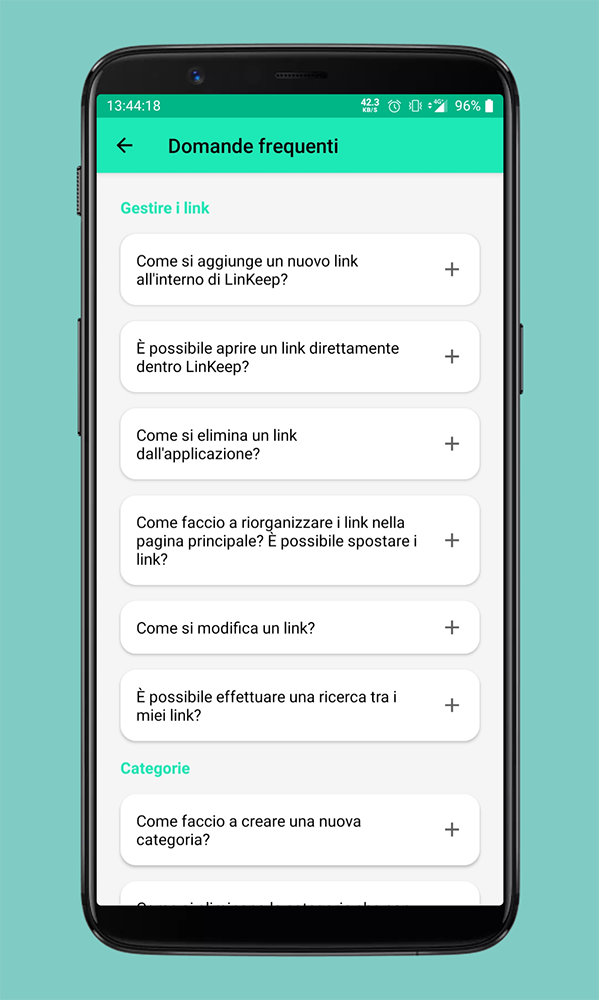 13:44:18
42.3
KB/S
4G
96%
Domande frequenti
Gestire i link
Come si aggiunge un nuovo link
all'interno di LinKeep?
È possibile aprire un link direttamente
dentro LinKeep?
Come si elimina un link
dall'applicazione?
Come faccio a riorganizzare i link nella
pagina principale? È possibile spostare i
link?
Come si modifica un link?
È possibile effettuare una ricerca tra i
miei link?
Categorie
Come faccio a creare una nuova
categoria?